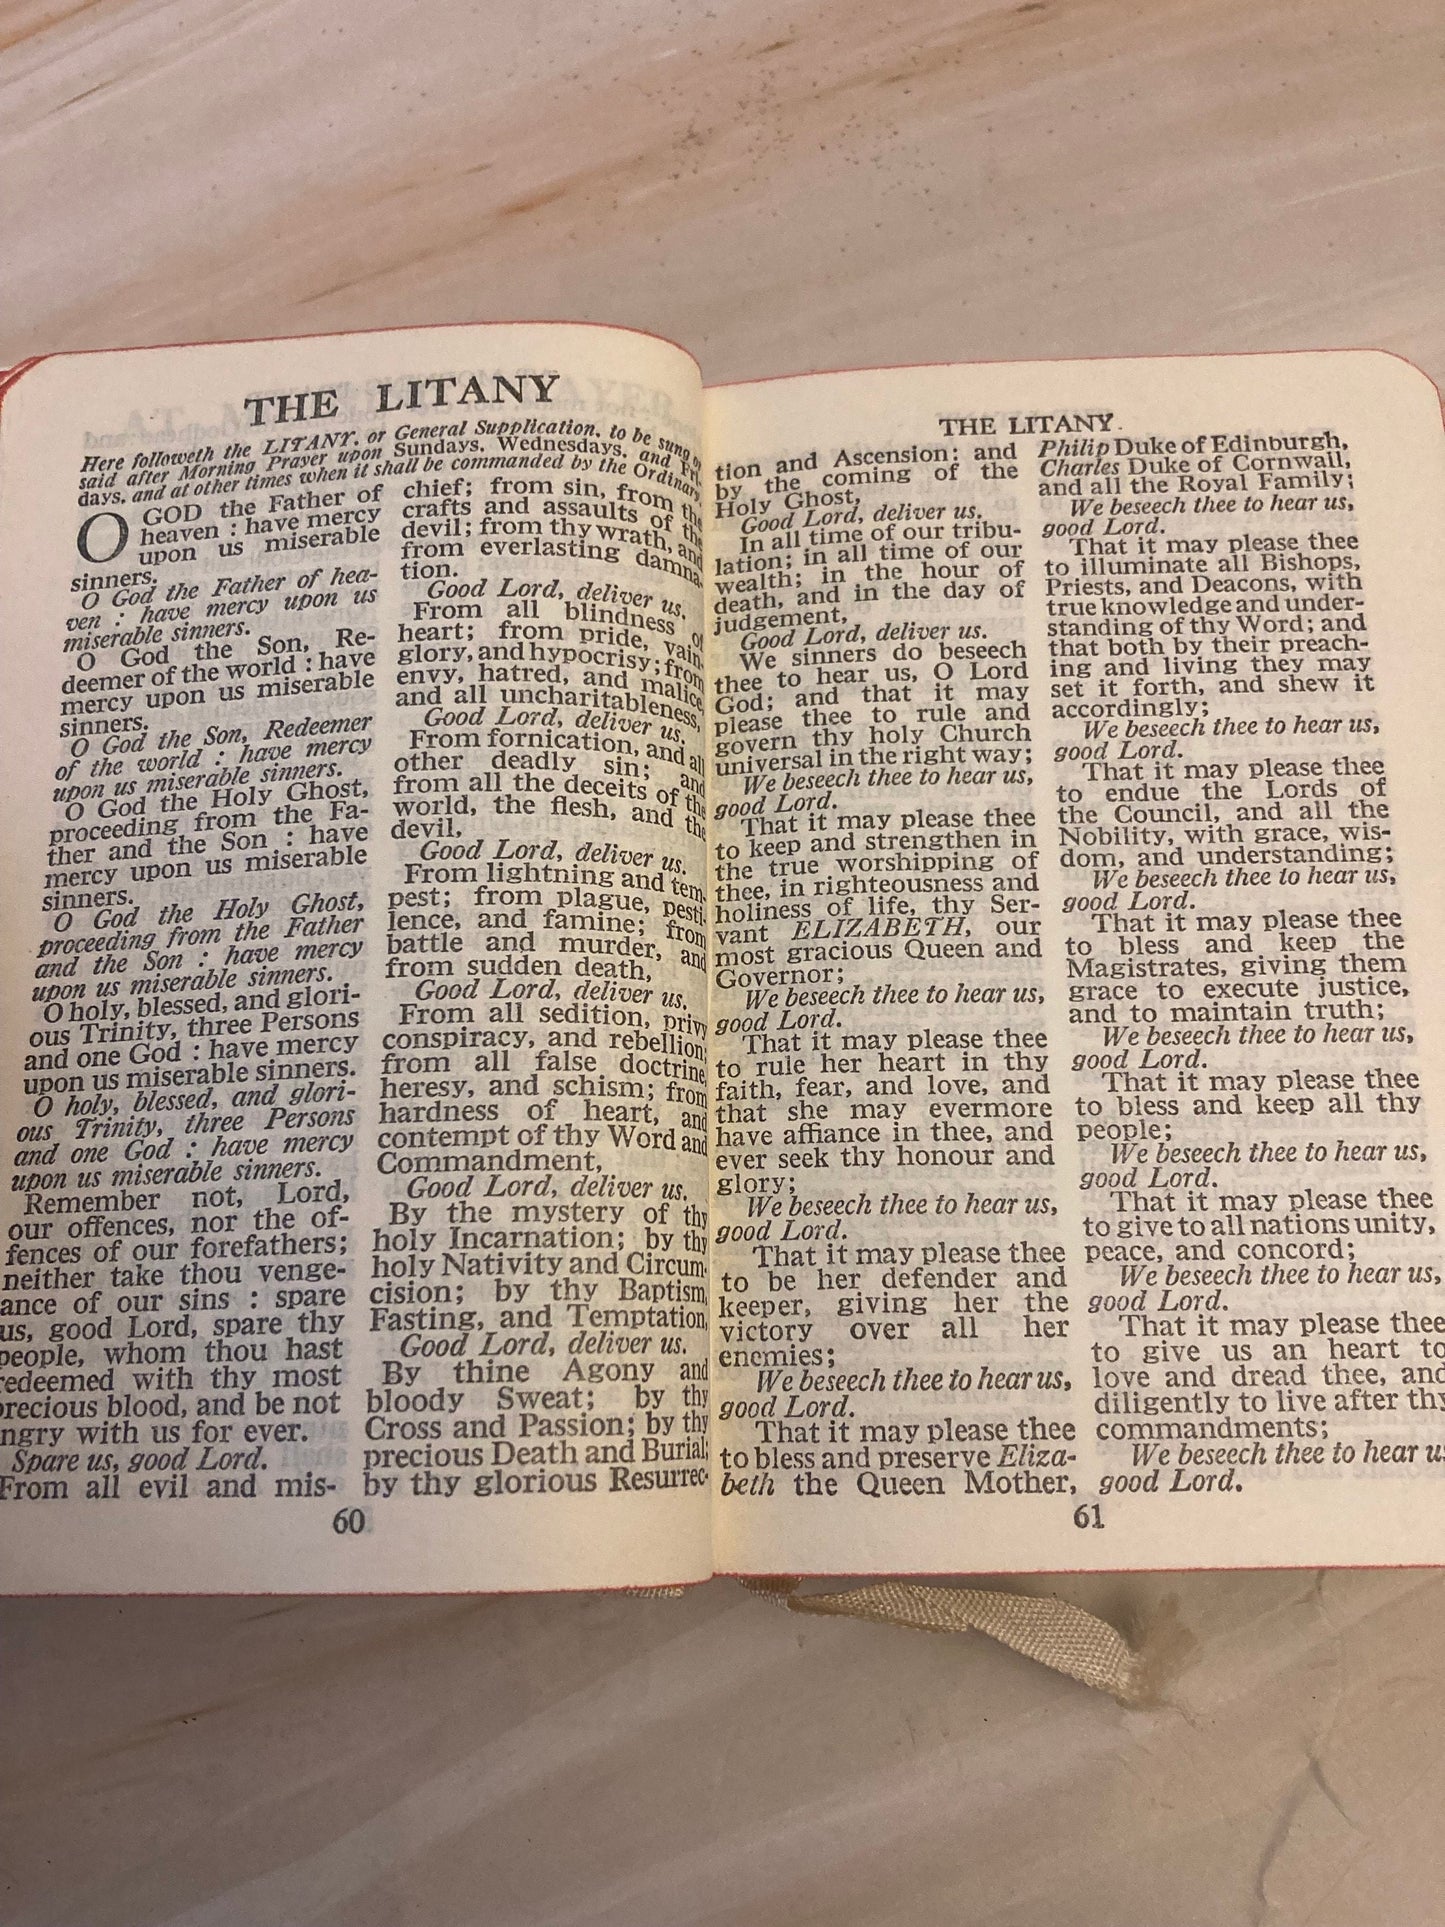 THE LITANY
Here followeth the LITANY, or General Supplication, to be sung or
said after Morning Prayer upon Sundays, Wednesdays, and Fri-
days, and at other times when it shall be commanded by the Ordinary.
O GOD the Father of
heaven : have mercy
upon us miserable
sinners.
O God the Father of hea-
ven : have mercy upon us
miserable sinners.
O God the Son, Re-
deemer of the world : have
mercy upon us miserable
sinners.
O God the Son, Redeemer
of the world : have mercy
upon us miserable sinners.
O God the Holy Ghost,
proceeding from the Fa-
ther and the Son : have
mercy upon us miserable
sinners.
O God the Holy Ghost,
proceeding from the Father
and the Son : have mercy
upon us miserable sinners.
O holy, blessed, and glori-
ous Trinity, three Persons
and one God : have mercy
upon us miserable sinners.
O holy, blessed, and glori-
ous Trinity, three Persons
and one God : have mercy
upon us miserable sinners.
Remember not, Lord,
our offences, nor the of-
fences of our forefathers;
neither take thou venge-
ance of our sins : spare
us, good Lord, spare thy
people, whom thou hast
redeemed with thy most
precious blood, and be not
ngry with us for ever.
Spare us, good Lord.
From all evil and mis-
chief; from sin, from the
crafts and assaults of the
devil; from thy wrath, and
from everlasting damna-
tion.
Good Lord, deliver us.
From all blindness of
heart; from pride, vain-
glory, and hypocrisy; from
envy, hatred, and malice,
and all uncharitableness,
Good Lord, deliver us.
From fornication, and all
other deadly sin; and
from all the deceits of the
world, the flesh, and the
devil,
Good Lord, deliver us.
From lightning and tem-
pest; from plague, pesti-
lence, and famine; from
battle and murder, and
from sudden death,
Good Lord, deliver us.
From all sedition, privy
conspiracy, and rebellion;
from all false doctrine,
heresy, and schism; from
hardness of heart, and
contempt of thy Word and
Commandment,
Good Lord, deliver us.
By the mystery of thy
holy Incarnation; by thy
holy Nativity and Circum-
cision; by thy Baptism,
Fasting, and Temptation,
Good Lord, deliver us.
By thine Agony and
bloody Sweat; by thy
Cross and Passion; by thy
precious Death and Burial;
by thy glorious Resurrec-
60
THE LITANY.
tion and Ascension; and
by the coming of the
Holy Ghost,
Good Lord, deliver us.
In all time of our tribu-
lation; in all time of our
wealth; in the hour of
death, and in the day of
judgement,
Good Lord, deliver us.
We sinners do beseech
thee to hear us, O Lord
God; and that it may
please thee to rule and
govern thy holy Church
universal in the right way;
We beseech thee to hear us,
good Lord.
That it may please thee
to keep and strengthen in
the true worshipping of
thee, in righteousness and
holiness of life, thy Ser-
vant ELIZABETH, our
most gracious Queen and
Governor;
We beseech thee to hear us,
good Lord.
That it may please thee
to rule her heart in thy
faith, fear, and love, and
that she may evermore
have affiance in thee, and
ever seek thy honour and
glory;
We beseech thee to hear us,
good Lord.
That it may please thee
to be her defender and
keeper, giving her the
victory over all her
enemies;
We beseech thee to hear us,
good Lord.
That it may please thee
to bless and preserve Eliza-
beth the Queen Mother,
Philip Duke of Edinburgh,
Charles Duke of Cornwall,
and all the Royal Family;
We beseech thee to hear us,
good Lord.
That it may please thee
to illuminate all Bishops,
Priests, and Deacons, with
true knowledge and under-
standing of thy Word; and
that both by their preach-
ing and living they may
set it forth, and shew it
accordingly;
We beseech thee to hear us,
good Lord.
That it may please thee
to endue the Lords of
the Council, and all the
Nobility, with grace, wis-
dom, and understanding;
We beseech thee to hear us,
good Lord.
That it may please thee
to bless and keep the
Magistrates, giving them
grace to execute justice,
and to maintain truth;
We beseech thee to hear us,
good Lord.
That it may please thee
to bless and keep all thy
people;
We beseech thee to hear us,
good Lord.
That it may please thee
to give to all nations unity,
peace, and concord;
We beseech thee to hear us,
good Lord.
That it may please thee
to give us an heart to
love and dread thee, and
diligently to live after thy
commandments;
We beseech thee to hear us
good Lord.
61